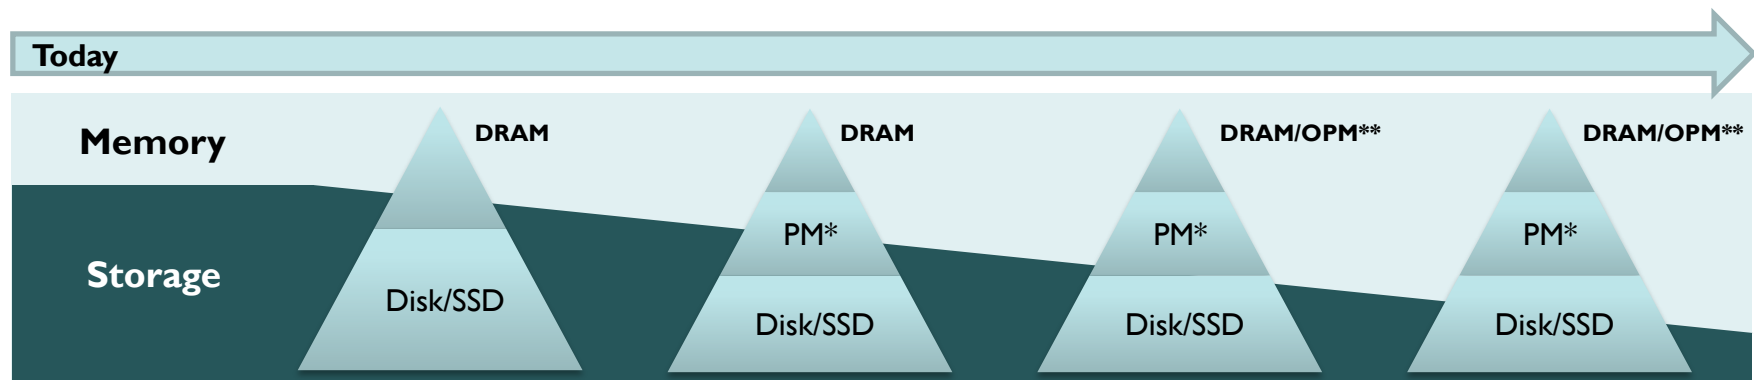 Today
Memory
DRAM
DRAM
DRAM/OPM**
DRAM/OPM**
Storage
PM*
PM*
PM*
Disk/SSD
Disk/SSD
Disk/SSD
Disk/SSD